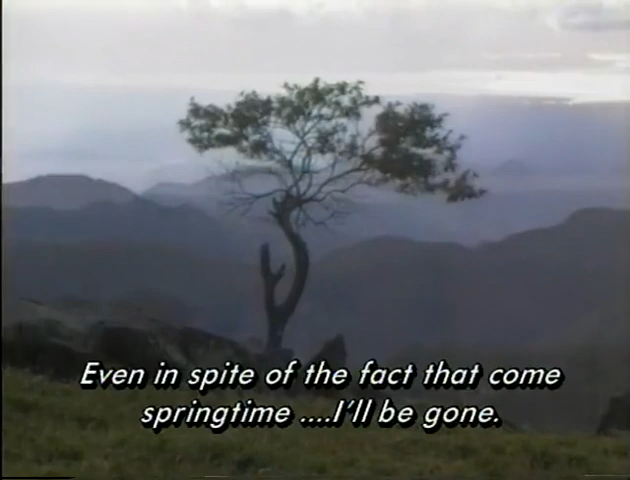 Even in spite of the fact that come
springtime ....I'll be gone.